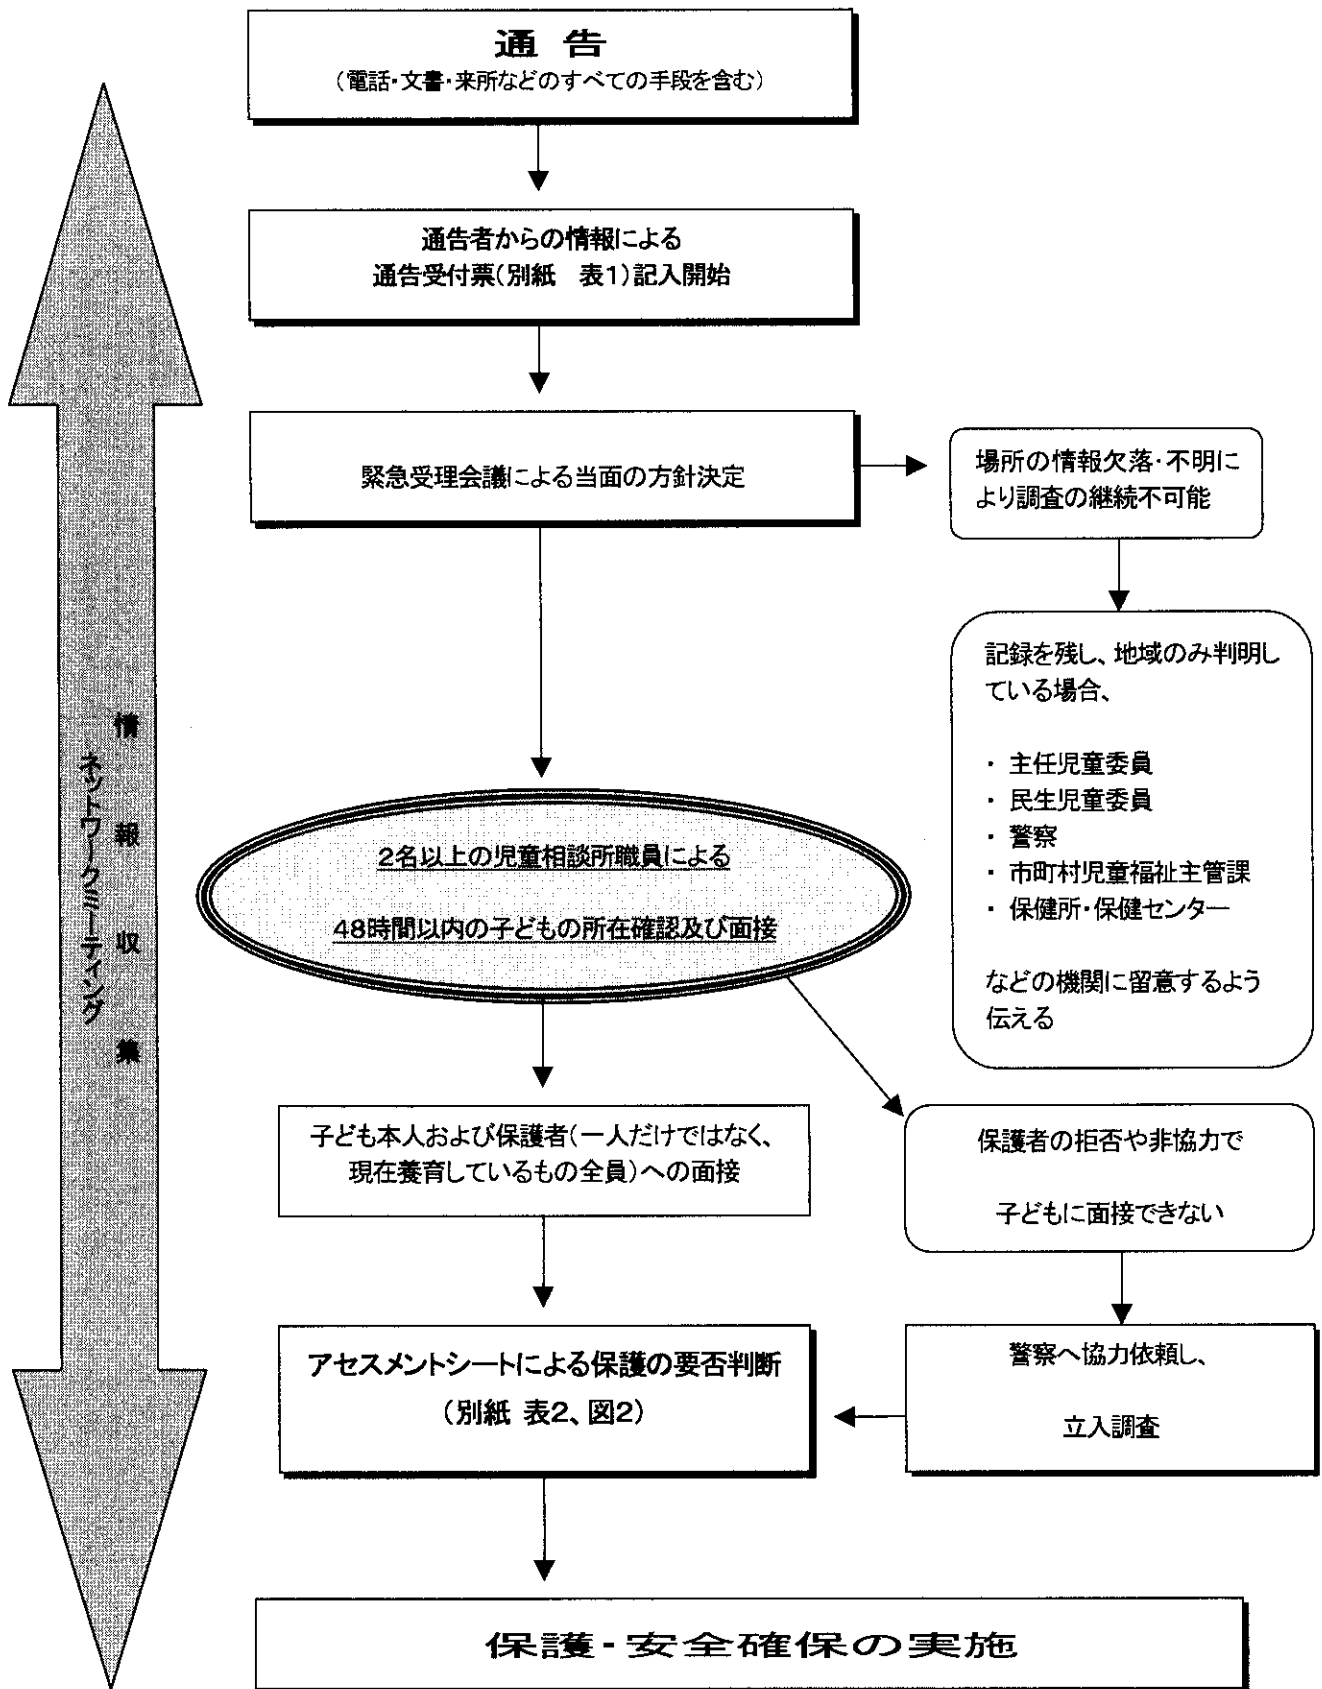 通 告
（電話・文書・来所などのすべての手段を含む）
通告者からの情報による
通告受付票（別紙　表1）記入開始
緊急受理会議による当面の方針決定
場所の情報欠落・不明に
より調査の継続不可能
記録を残し、地域のみ判明し
ている場合、
・ 主任児童委員
・ 民生児童委員
・ 警察
・ 市町村児童福祉主管課
・ 保健所・保健センター
などの機関に留意するよう
伝える
情報収集
ネットワークミーティング
2名以上の児童相談所職員による
48時間以内の子どもの所在確認及び面接
子ども本人および保護者（一人だけではなく、
現在養育しているもの全員）への面接
保護者の拒否や非協力で
子どもに面接できない
アセスメントシートによる保護の要否判断
（別紙 表2、図2）
警察へ協力依頼し、
立入調査
保護・安全確保の実施